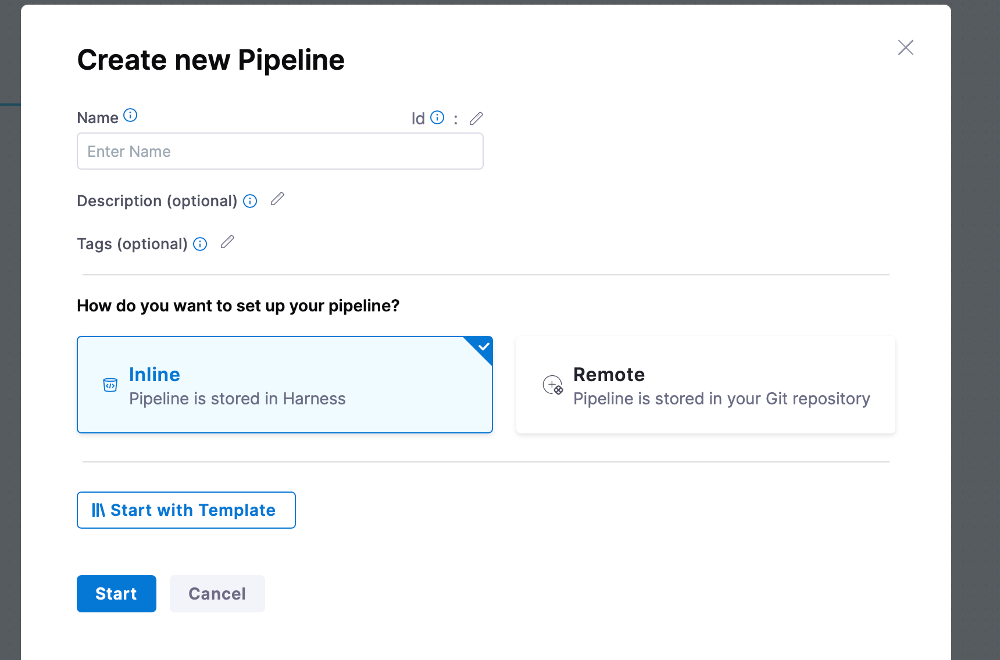 Create new Pipeline
Name
Id :
Enter Name
Description (optional)
Tags (optional)
How do you want to set up your pipeline?
Inline
Pipeline is stored in Harness
Remote
Pipeline is stored in your Git repository
Start with Template
Start
Cancel